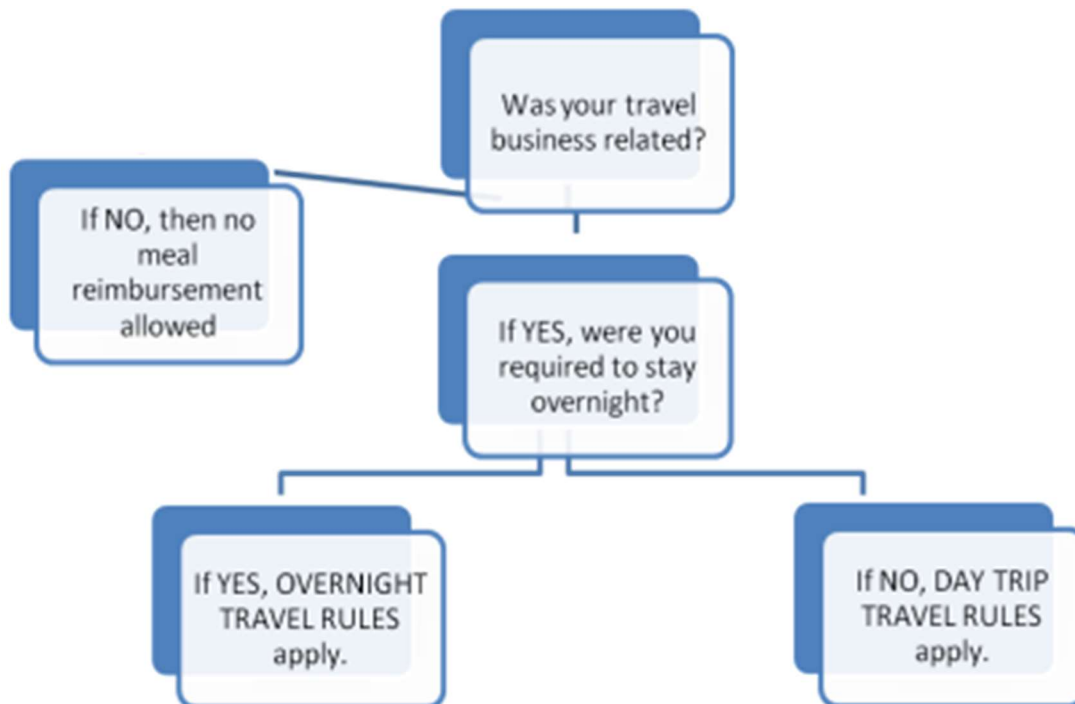 Was your travel
business related?
If NO, then no
meal
reimbursement
allowed
If YES, were you
required to stay
overnight?
If YES, OVERNIGHT
TRAVEL RULES
apply.
If NO, DAY TRIP
TRAVEL RULES
apply.